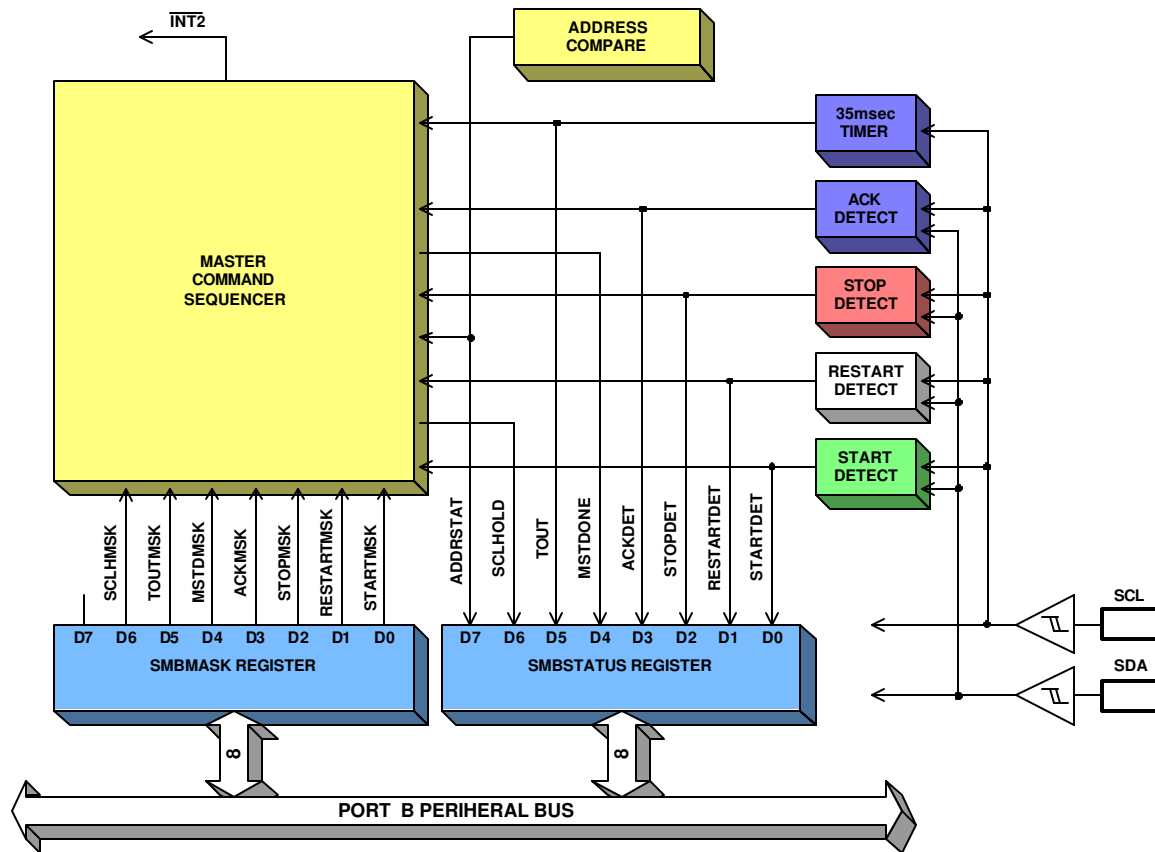 INT2
ADDRESS
COMPARE
35msec
TIMER
ACK
DETECT
MASTER
COMMAND
SEQUENCER
STOP
DETECT
RESTART
DETECT
START
DETECT
SCLHMSK
TOUTMSK
MSTDMSK
ACKMSK
STOPMSK
RESTARTMSK
STARTMSK
ADDRSTAT
SCLHOLD
TOUT
MSTDONE
ACKDET
STOPDET
RESTARTDET
STARTDET
SCL
D7 D6 D5 D4 D3 D2 D1 D0
SMBMASK REGISTER
D7 D6 D5 D4 D3 D2 D1 D0
SMBSTATUS REGISTER
SDA
8
8
PORT B PERIHERAL BUS